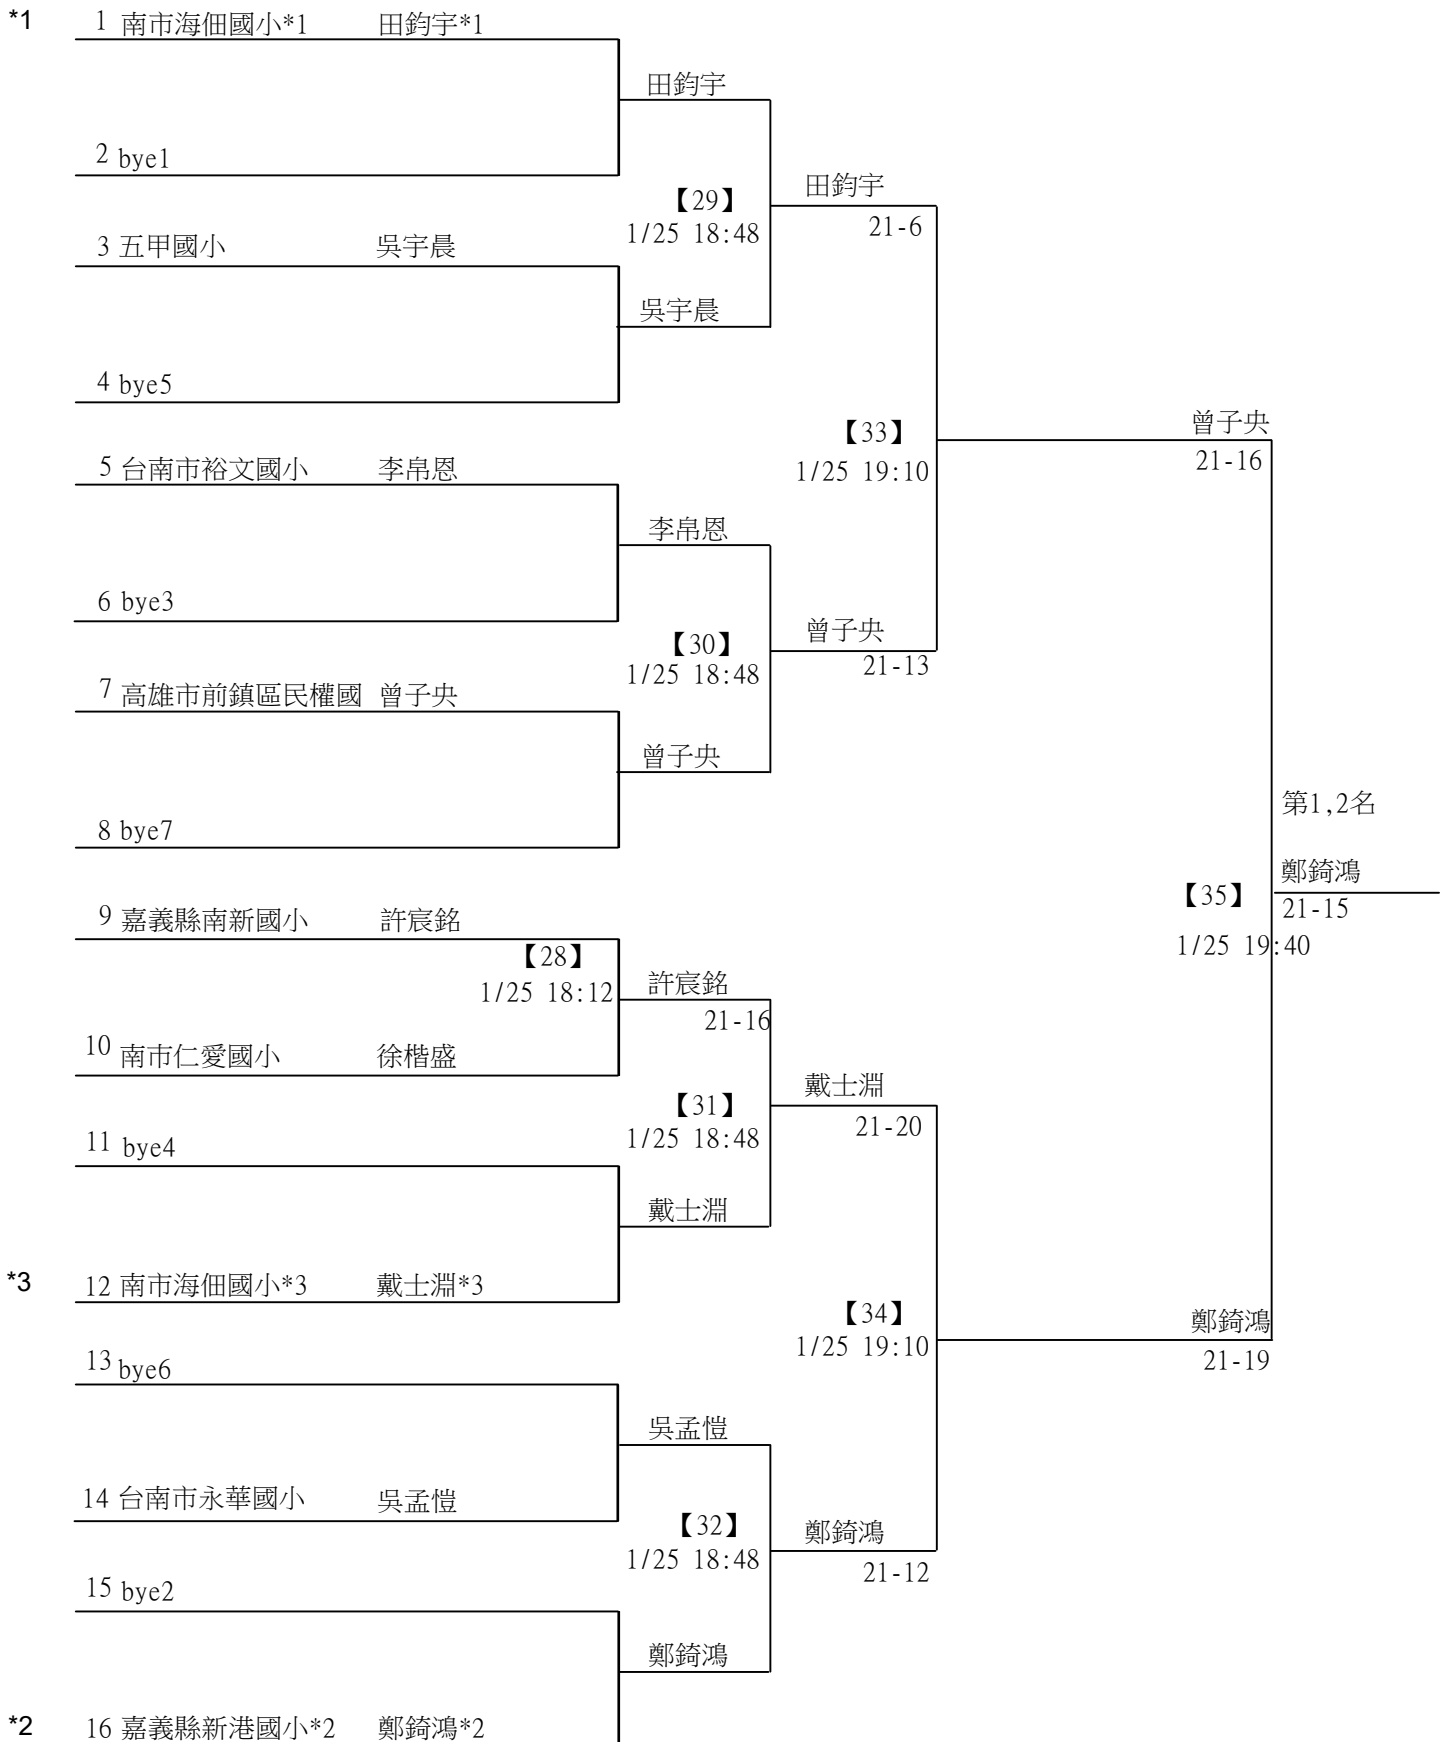 *1 1 南市海佃國小*1 田鈞宇*1
田鈞宇
2 bye1
【29】 田鈞宇
1/25 18:48 21-6
3 五甲國小 吳宇晨
吳宇晨
4 bye5
【33】 曾子央
1/25 19:10 21-16
5 台南市裕文國小 李帛恩
李帛恩
6 bye3
【30】 曾子央
1/25 18:48 21-13
7 高雄市前鎮區民權國 曾子央
曾子央
第1,2名
8 bye7
鄭錡鴻
【35】 21-15
1/25 19:40
9 嘉義縣南新國小 許宸銘
【28】
1/25 18:12 許宸銘
21-16
10 南市仁愛國小 徐楷盛
戴士淵
【31】 21-20
1/25 18:48
11 bye4
戴士淵
*3 12 南市海佃國小*3 戴士淵*3
【34】 鄭錡鴻
1/25 19:10 21-19
13 bye6
吳孟愷
14 台南市永華國小 吳孟愷
【32】 鄭錡鴻
1/25 18:48 21-12
15 bye2
鄭錡鴻
*2 16 嘉義縣新港國小*2 鄭錡鴻*2